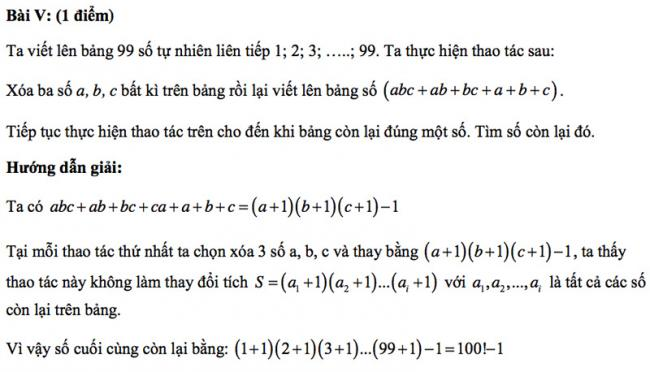 Bài V: (1 điểm)
Ta viết lên bảng 99 số tự nhiên liên tiếp 1; 2; 3; …..; 99. Ta thực hiện thao tác sau:
Xóa ba số a, b, c bất kì trên bảng rồi lại viết lên bảng số (abc + ab + bc + a + b + c).
Tiếp tục thực hiện thao tác trên cho đến khi bảng còn lại đúng một số. Tìm số còn lại đó.
Hướng dẫn giải:
Ta có abc + ab + bc + ca + a + b + c = (a+1)(b+1)(c+1) − 1
Tại mỗi thao tác thứ nhất ta chọn xóa 3 số a, b, c và thay bằng (a+1)(b+1)(c+1) − 1, ta thấy
thao tác này không làm thay đổi tích S = (a₁+1)(a₂+1)...(aᵢ+1) với a₁,a₂,...,aᵢ là tất cả các số
còn lại trên bảng.
Vì vậy số cuối cùng còn lại bằng: (1+1)(2+1)(3+1)...(99+1) − 1 = 100! − 1